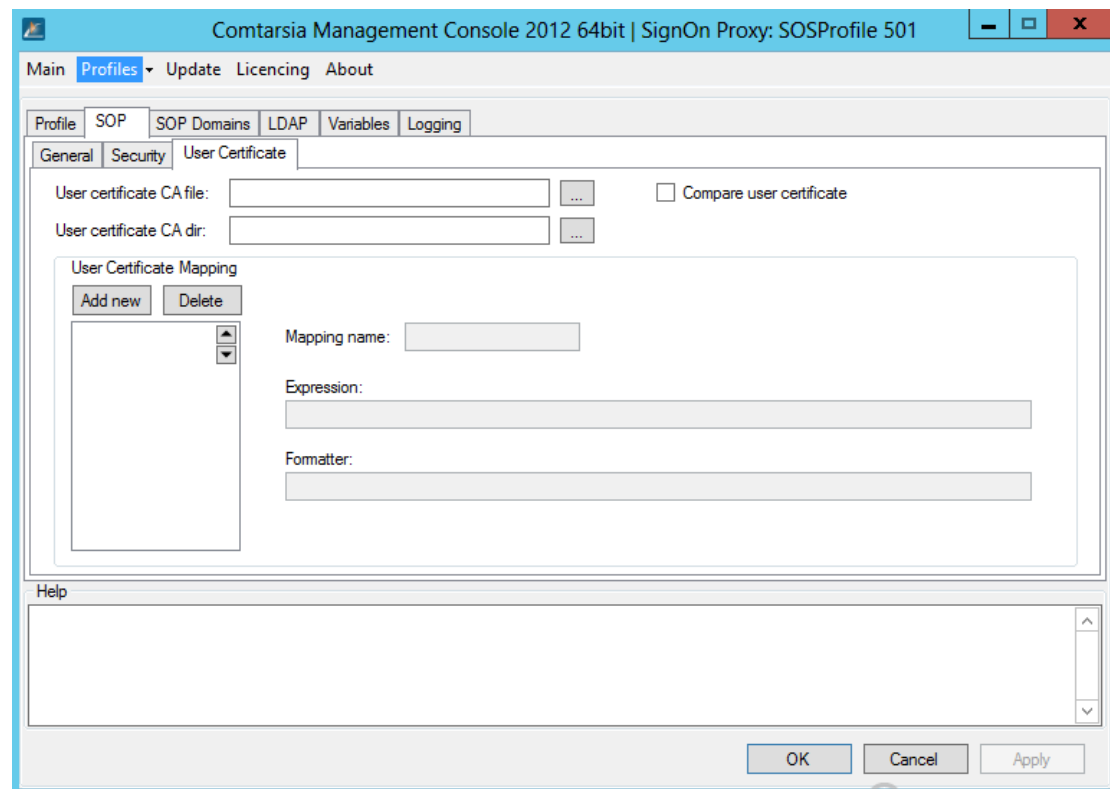 Comtarsia Management Console 2012 64bit | SignOn Proxy: SOSProfile 501
Main Profiles Update Licencing About
Profile SOP SOP Domains LDAP Variables Logging
General Security User Certificate
User certificate CA file: ... Compare user certificate
User certificate CA dir: ...
User Certificate Mapping
Add new Delete
Mapping name:
Expression:
Formatter:
Help
OK Cancel Apply